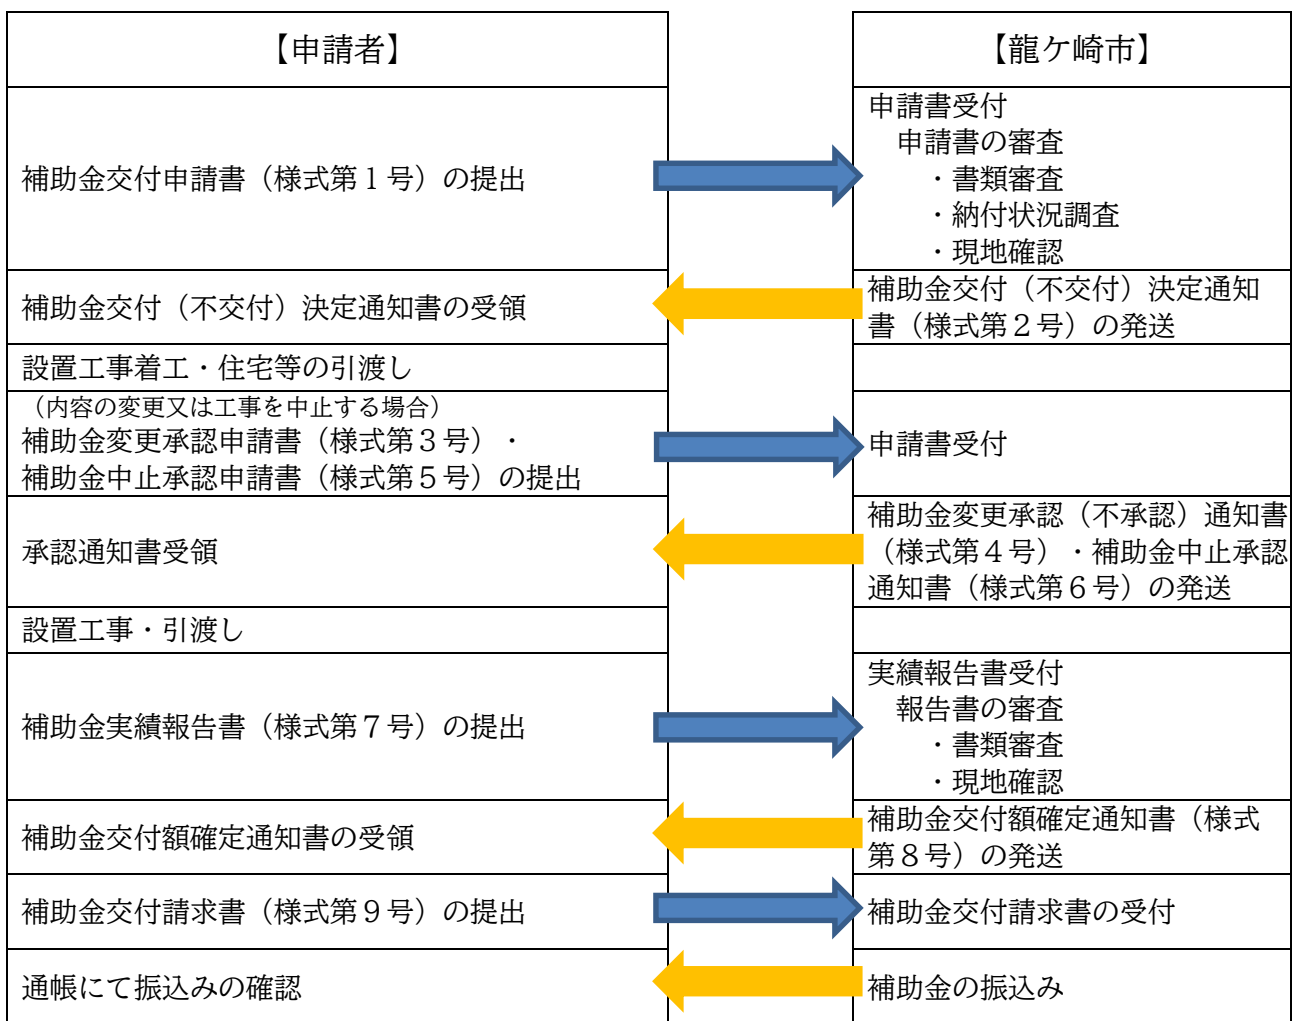 【申請者】
【龍ケ崎市】
補助金交付申請書（様式第１号）の提出
申請書受付
申請書の審査
・書類審査
・納付状況調査
・現地確認
補助金交付（不交付）決定通知書の受領
補助金交付（不交付）決定通知
書（様式第２号）の発送
設置工事着工・住宅等の引渡し
（内容の変更又は工事を中止する場合）
補助金変更承認申請書（様式第３号）・
補助金中止承認申請書（様式第５号）の提出
申請書受付
承認通知書受領
補助金変更承認（不承認）通知書
（様式第４号）・補助金中止承認
通知書（様式第６号）の発送
設置工事・引渡し
補助金実績報告書（様式第７号）の提出
実績報告書受付
報告書の審査
・書類審査
・現地確認
補助金交付額確定通知書の受領
補助金交付額確定通知書（様式
第８号）の発送
補助金交付請求書（様式第９号）の提出
補助金交付請求書の受付
通帳にて振込みの確認
補助金の振込み